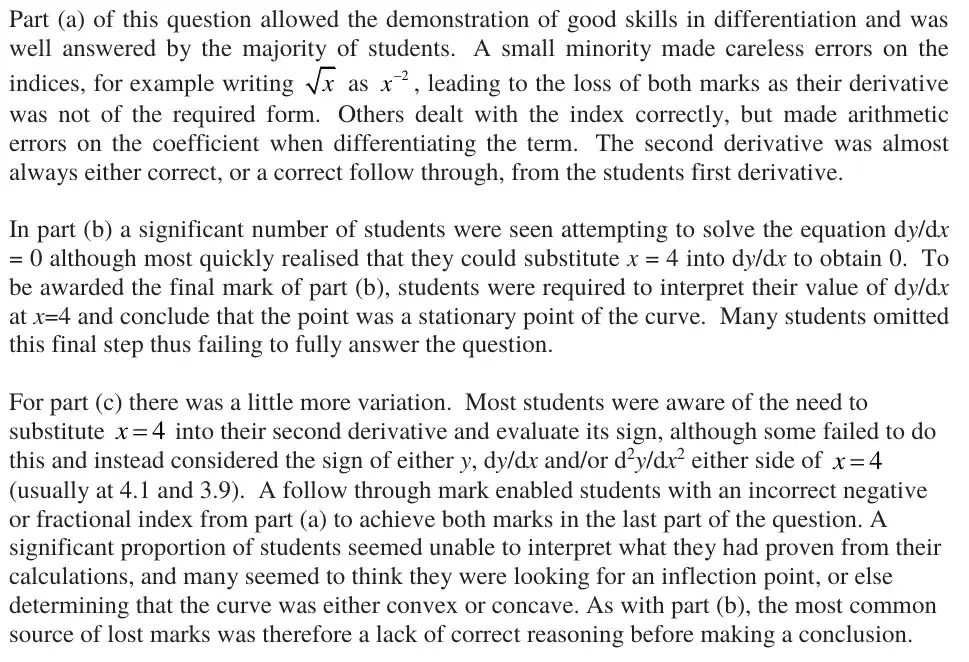 Part (a) of this question allowed the demonstration of good skills in differentiation and was
well answered by the majority of students. A small minority made careless errors on the
indices, for example writing √x as x⁻², leading to the loss of both marks as their derivative
was not of the required form. Others dealt with the index correctly, but made arithmetic
errors on the coefficient when differentiating the term. The second derivative was almost
always either correct, or a correct follow through, from the students first derivative.
In part (b) a significant number of students were seen attempting to solve the equation dy/dx
= 0 although most quickly realised that they could substitute x = 4 into dy/dx to obtain 0. To
be awarded the final mark of part (b), students were required to interpret their value of dy/dx
at x=4 and conclude that the point was a stationary point of the curve. Many students omitted
this final step thus failing to fully answer the question.
For part (c) there was a little more variation. Most students were aware of the need to
substitute x = 4 into their second derivative and evaluate its sign, although some failed to do
this and instead considered the sign of either y, dy/dx and/or d²y/dx² either side of x = 4
(usually at 4.1 and 3.9). A follow through mark enabled students with an incorrect negative
or fractional index from part (a) to achieve both marks in the last part of the question. A
significant proportion of students seemed unable to interpret what they had proven from their
calculations, and many seemed to think they were looking for an inflection point, or else
determining that the curve was either convex or concave. As with part (b), the most common
source of lost marks was therefore a lack of correct reasoning before making a conclusion.